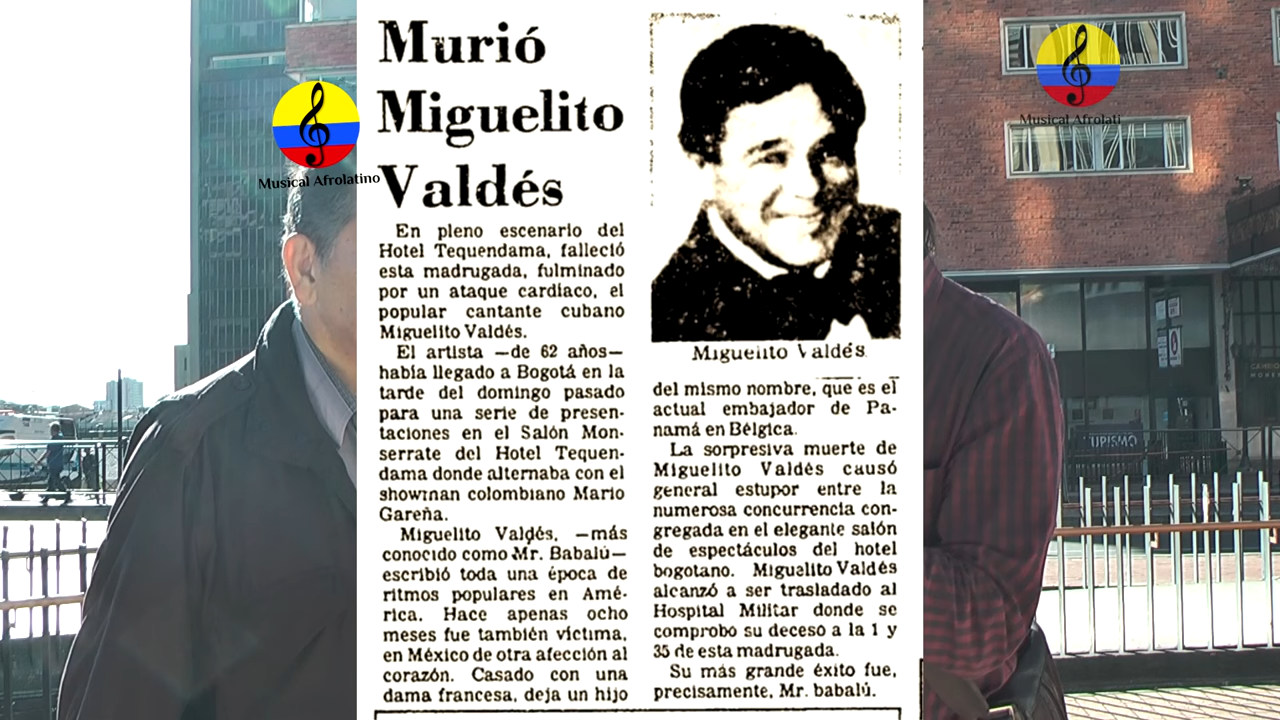 Murió
Miguelito
Valdés
En pleno escenario del
Hotel Tequendama, falleció
esta madrugada, fulminado
por un ataque cardiaco, el
popular cantante cubano
Miguelito Valdés.
El artista —de 62 años—
había llegado a Bogotá en la
tarde del domingo pasado
para una serie de presen-
taciones en el Salón Mon-
serrate del Hotel Tequen-
dama donde alternaba con el
showman colombiano Mario
Gareña.
Miguelito Valdés, —más
conocido como Mr. Babalú—
escribió toda una época de
ritmos populares en Amé-
rica. Hace apenas ocho
meses fue también víctima,
en México de otra afección al
corazón. Casado con una
dama francesa, deja un hijo
Miguelito Valdés
del mismo nombre, que es el
actual embajador de Pa-
namá en Bélgica.
La sorpresiva muerte de
Miguelito Valdés causó
general estupor entre la
numerosa concurrencia con-
gregada en el elegante salón
de espectáculos del hotel
bogotano. Miguelito Valdés
alcanzó a ser trasladado al
Hospital Militar donde se
comprobo su deceso a la 1 y
35 de esta madrugada.
Su más grande éxito fue,
precisamente, Mr. babalú.
Musical Afrolatino
Musical Afrolati
TURISMO